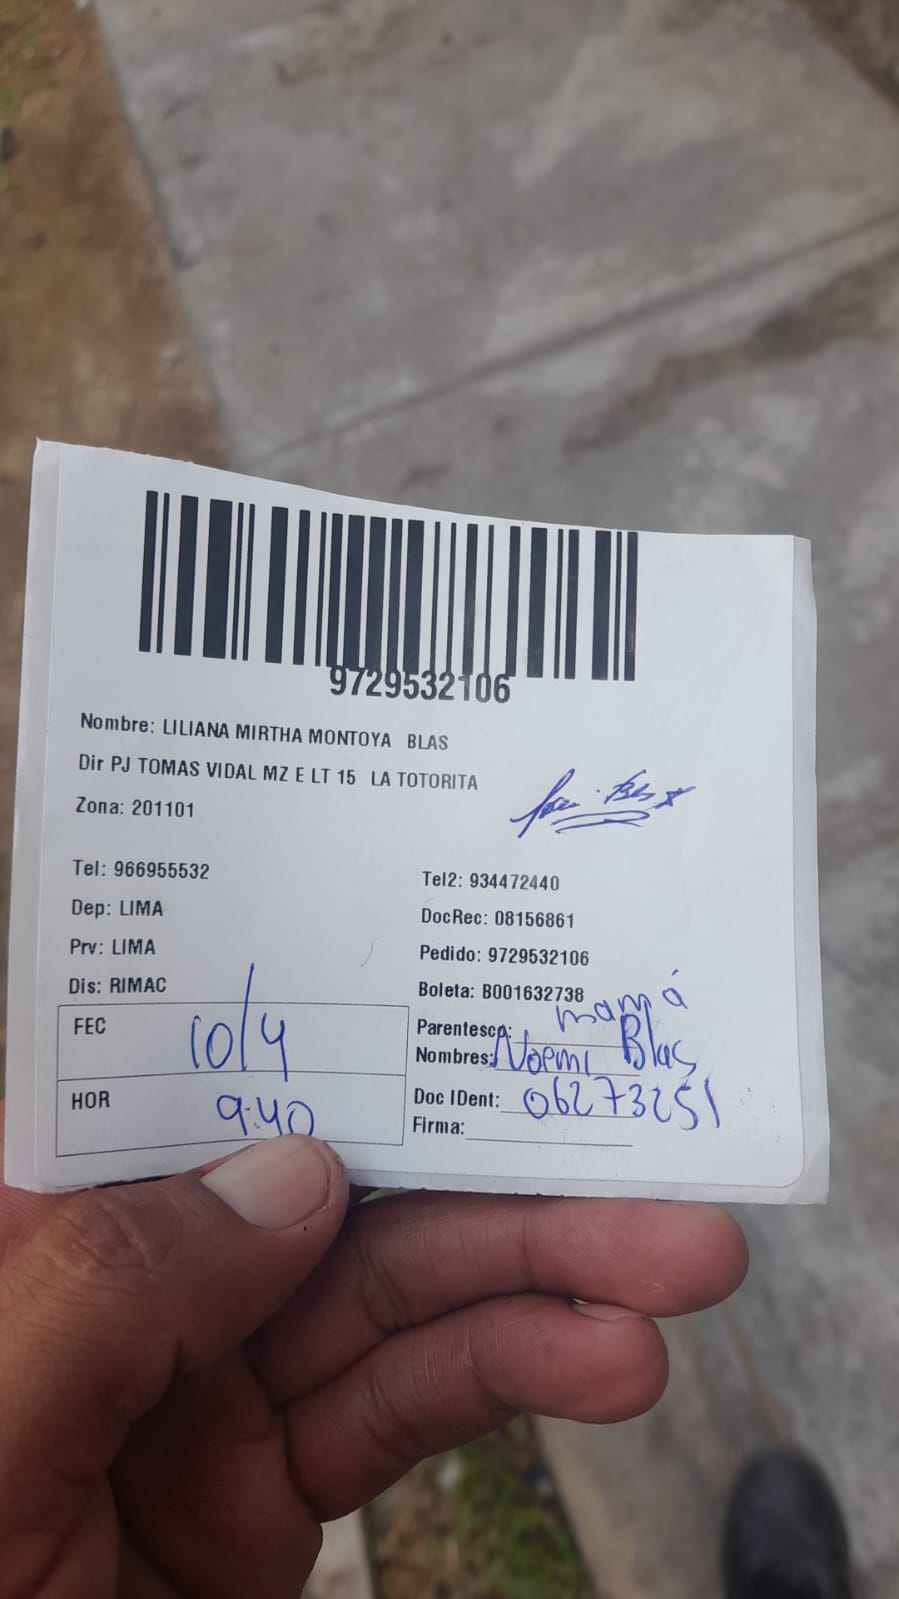 9729532106
Nombre: LILIANA MIRTHA MONTOYA BLAS
Dir PJ TOMAS VIDAL MZ E LT 15 LA TOTORITA
Zona: 201101
Tel: 966955532
Tel2: 934472440
Dep: LIMA
DocRec: 08156861
Prv: LIMA
Pedido: 9729532106
Dis: RIMAC
Boleta: B001632738
FEC 10/4
Parentesco: mamá
Nombres: Noemi Blas
HOR 9:40
Doc IDent: 06273251
Firma: